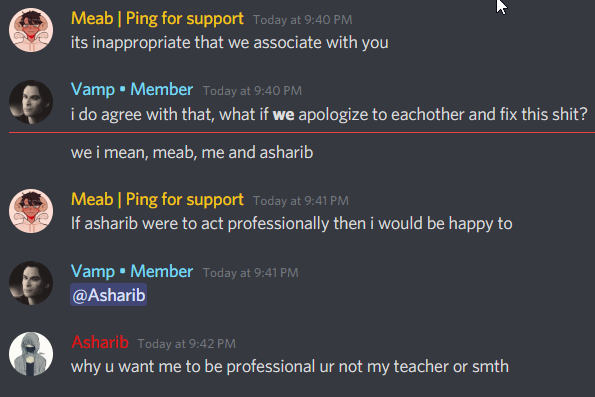 Meab | Ping for support Today at 9:40 PM
its inappropriate that we associate with you
Vamp • Member Today at 9:40 PM
i do agree with that, what if we apologize to eachother and fix this shit?
we i mean, meab, me and asharib
Meab | Ping for support Today at 9:41 PM
If asharib were to act professionally then i would be happy to
Vamp • Member Today at 9:41 PM
@Asharib
Asharib Today at 9:42 PM
why u want me to be professional ur not my teacher or smth